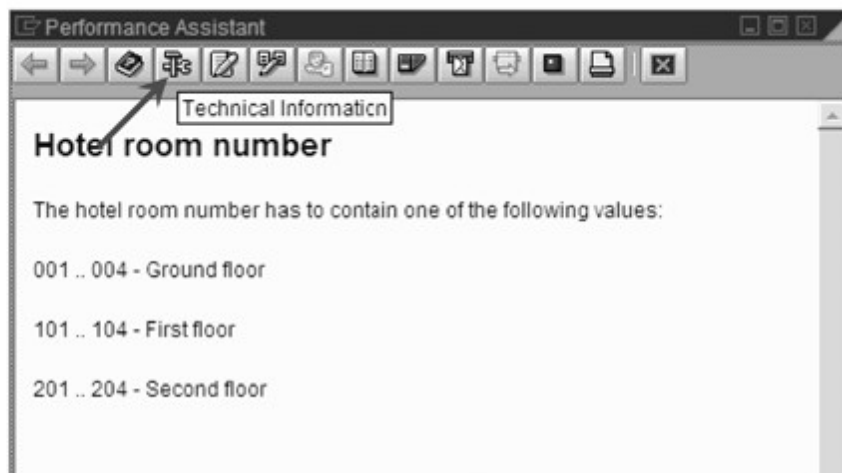 Performance Assistant
Technical Information
Hotel room number
The hotel room number has to contain one of the following values:
001 .. 004 - Ground floor
101 .. 104 - First floor
201 .. 204 - Second floor